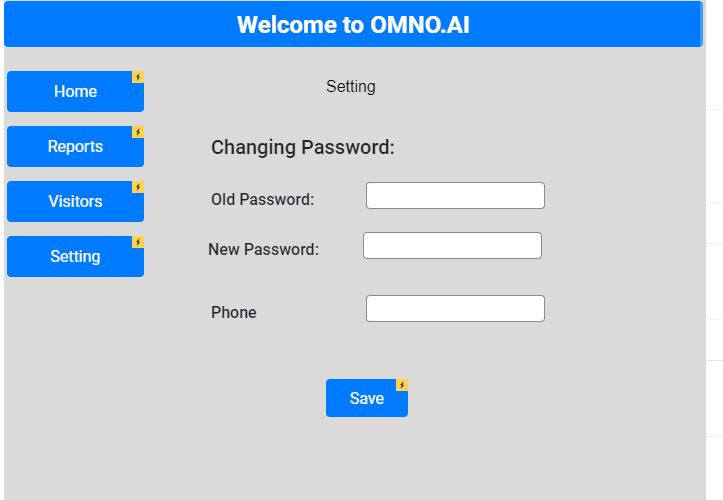 Welcome to OMNO.AI
Home
Setting
Reports
Changing Password:
Visitors
Old Password:
New Password:
Setting
Phone
Save